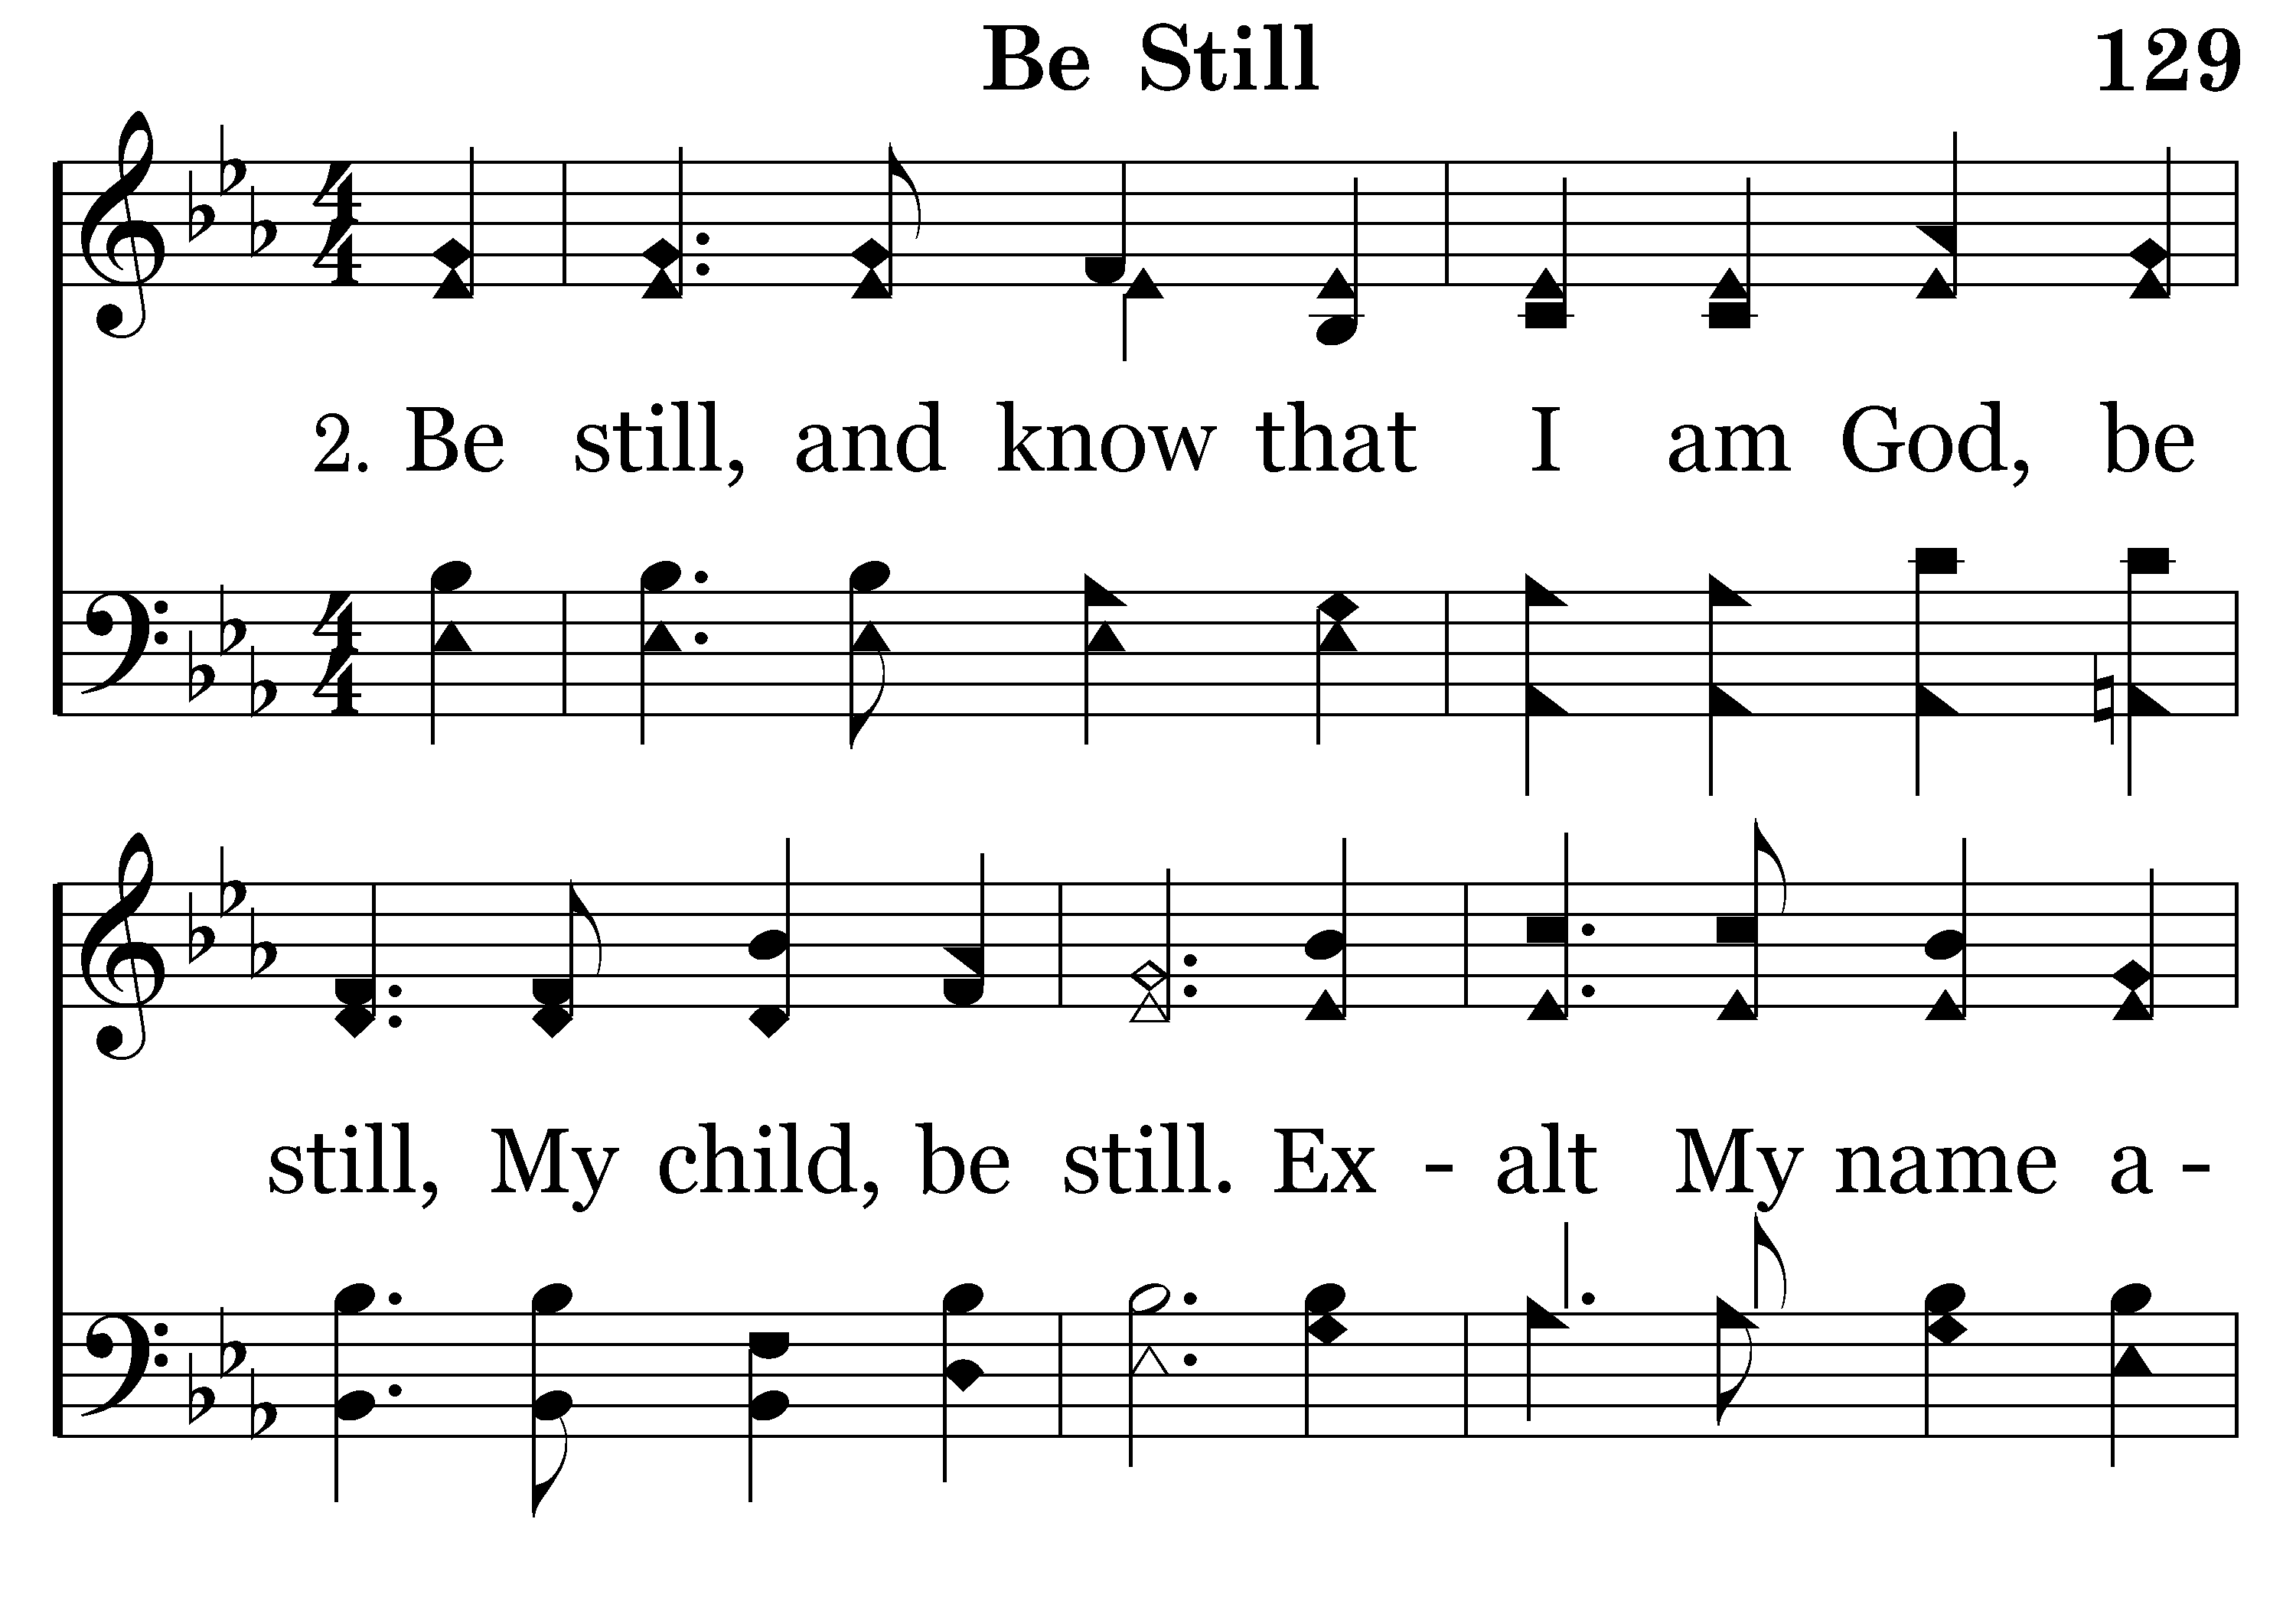 Be Still 129
2. Be still, and know that I am God, be
still, My child, be still. Ex - alt My name a -